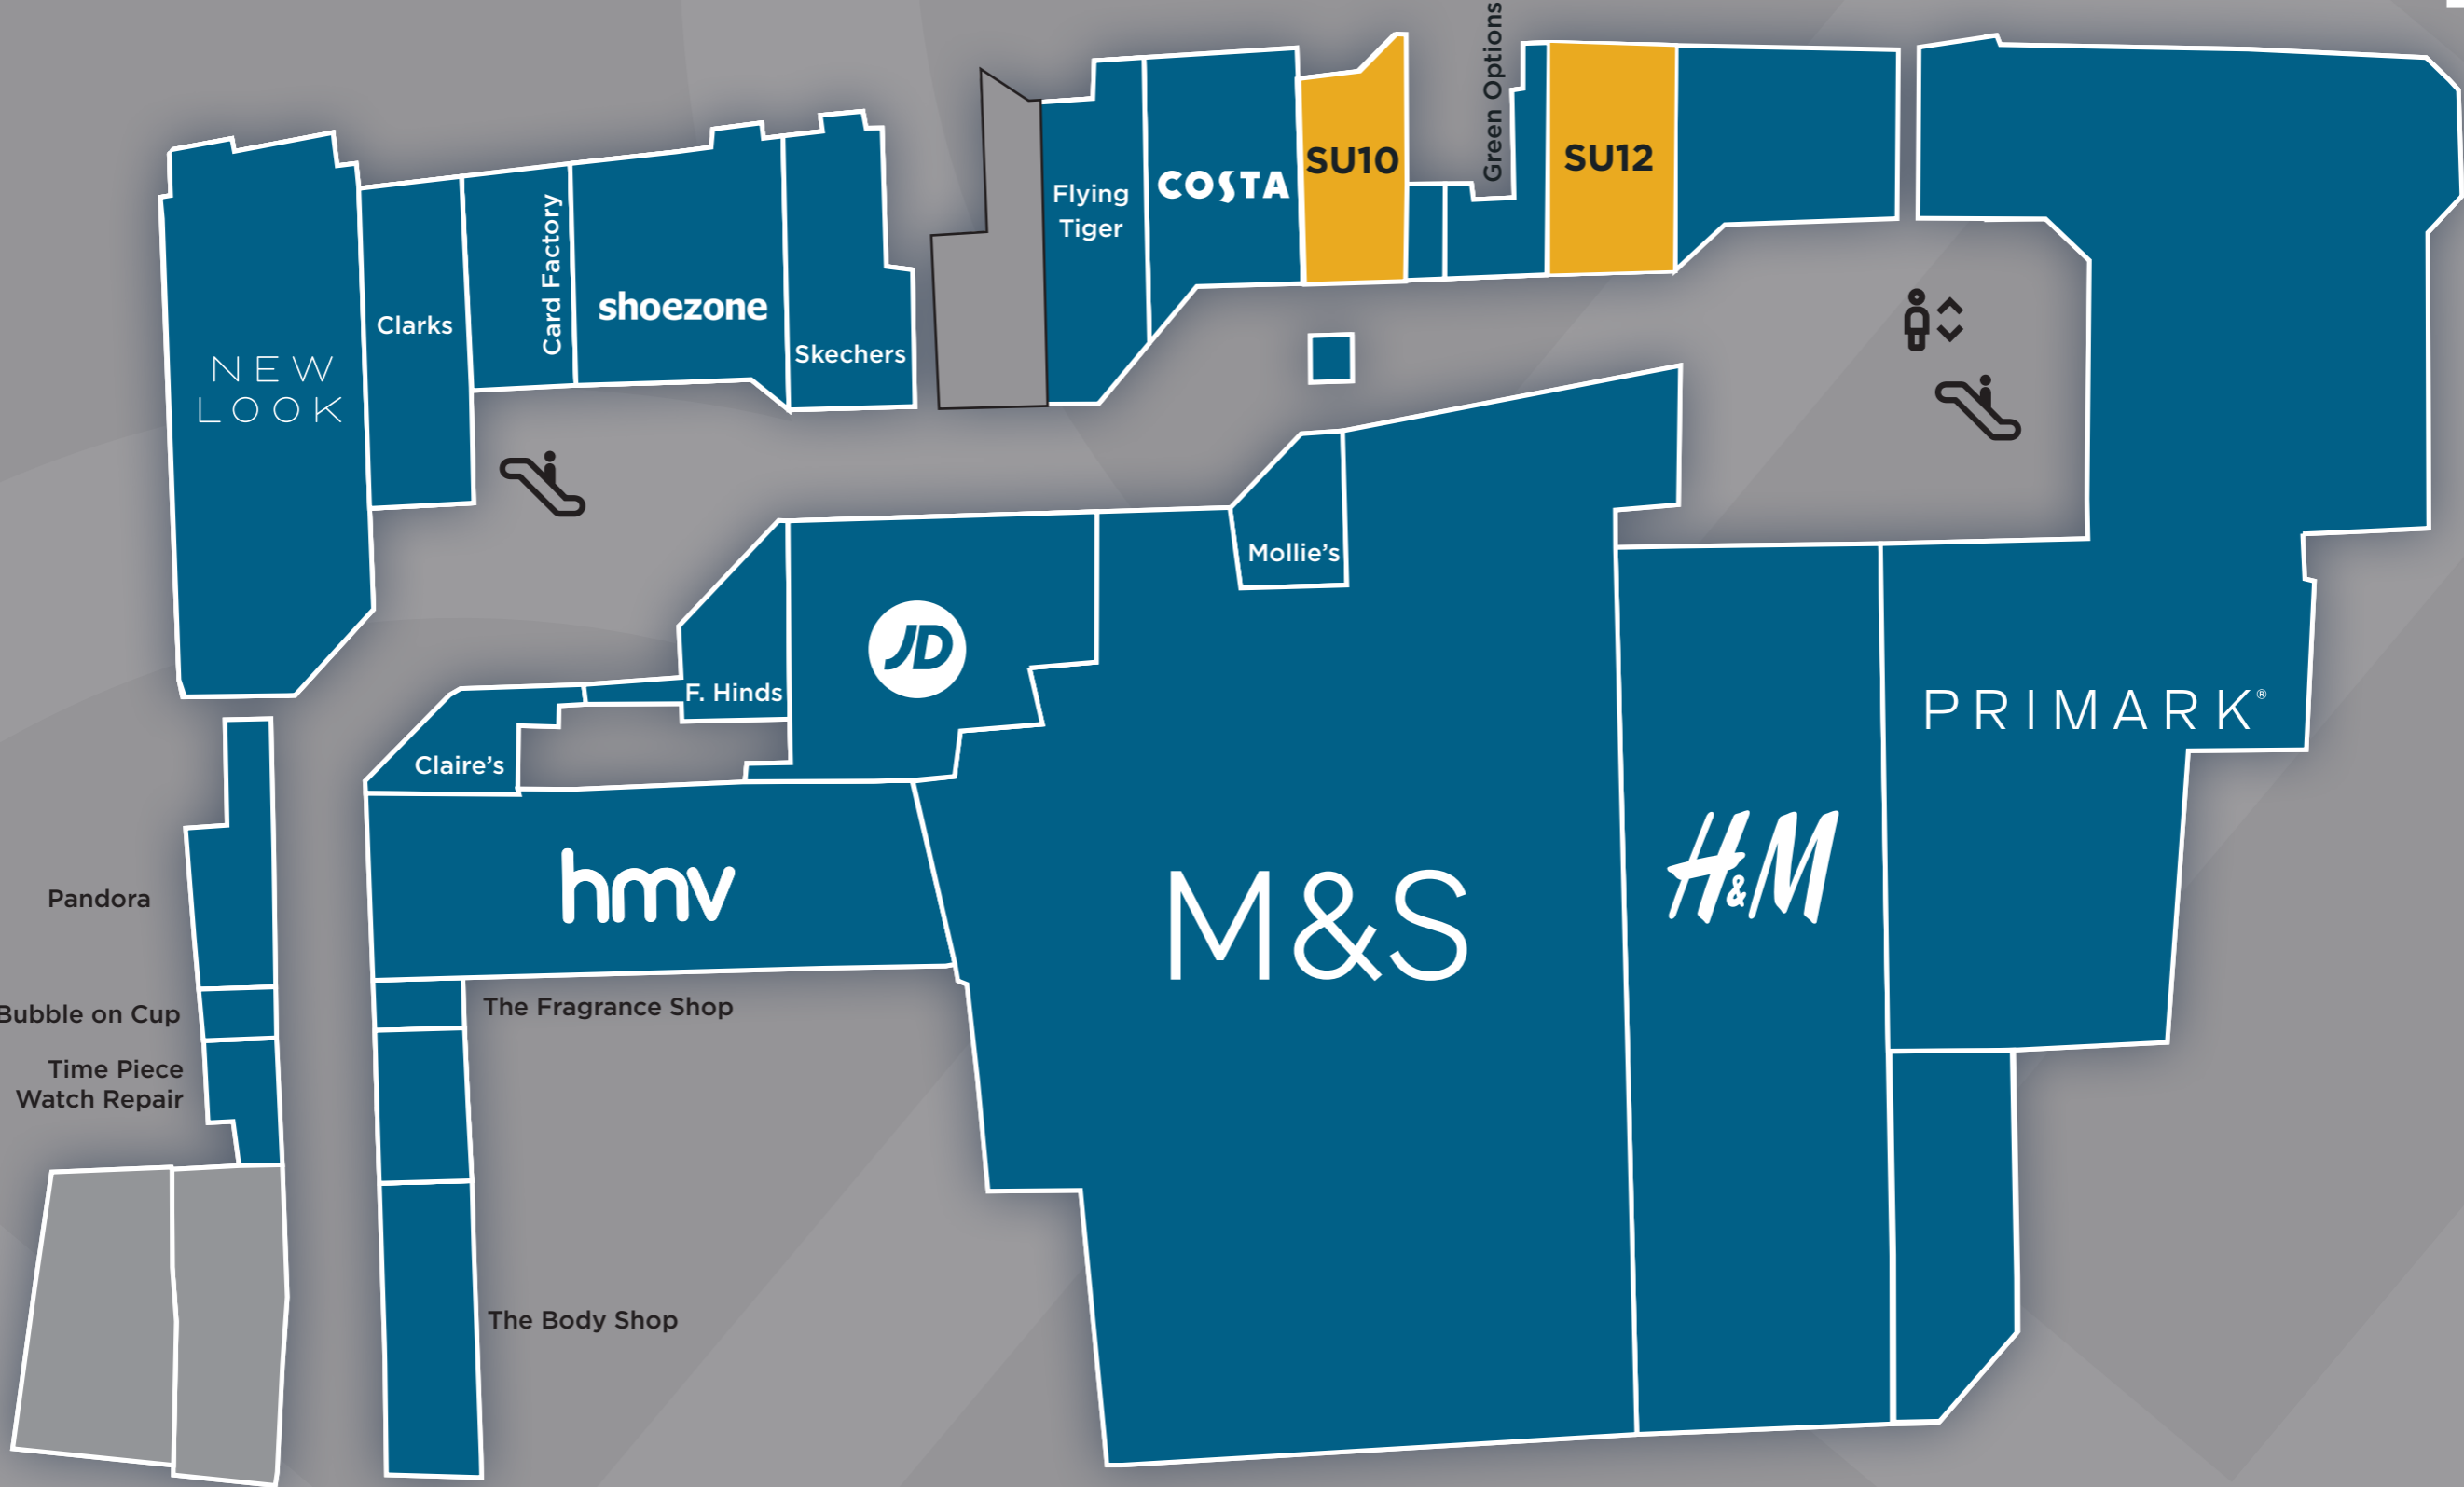 Green Options
SU10
SU12
Flying
Tiger
COSTA
Card Factory
shoezone
Clarks
Skechers
NEW
LOOK
Mollie's
JD
F. Hinds
PRIMARK®
Claire's
hmv
M&S
H&M
Pandora
Bubble on Cup
The Fragrance Shop
Time Piece
Watch Repair
The Body Shop